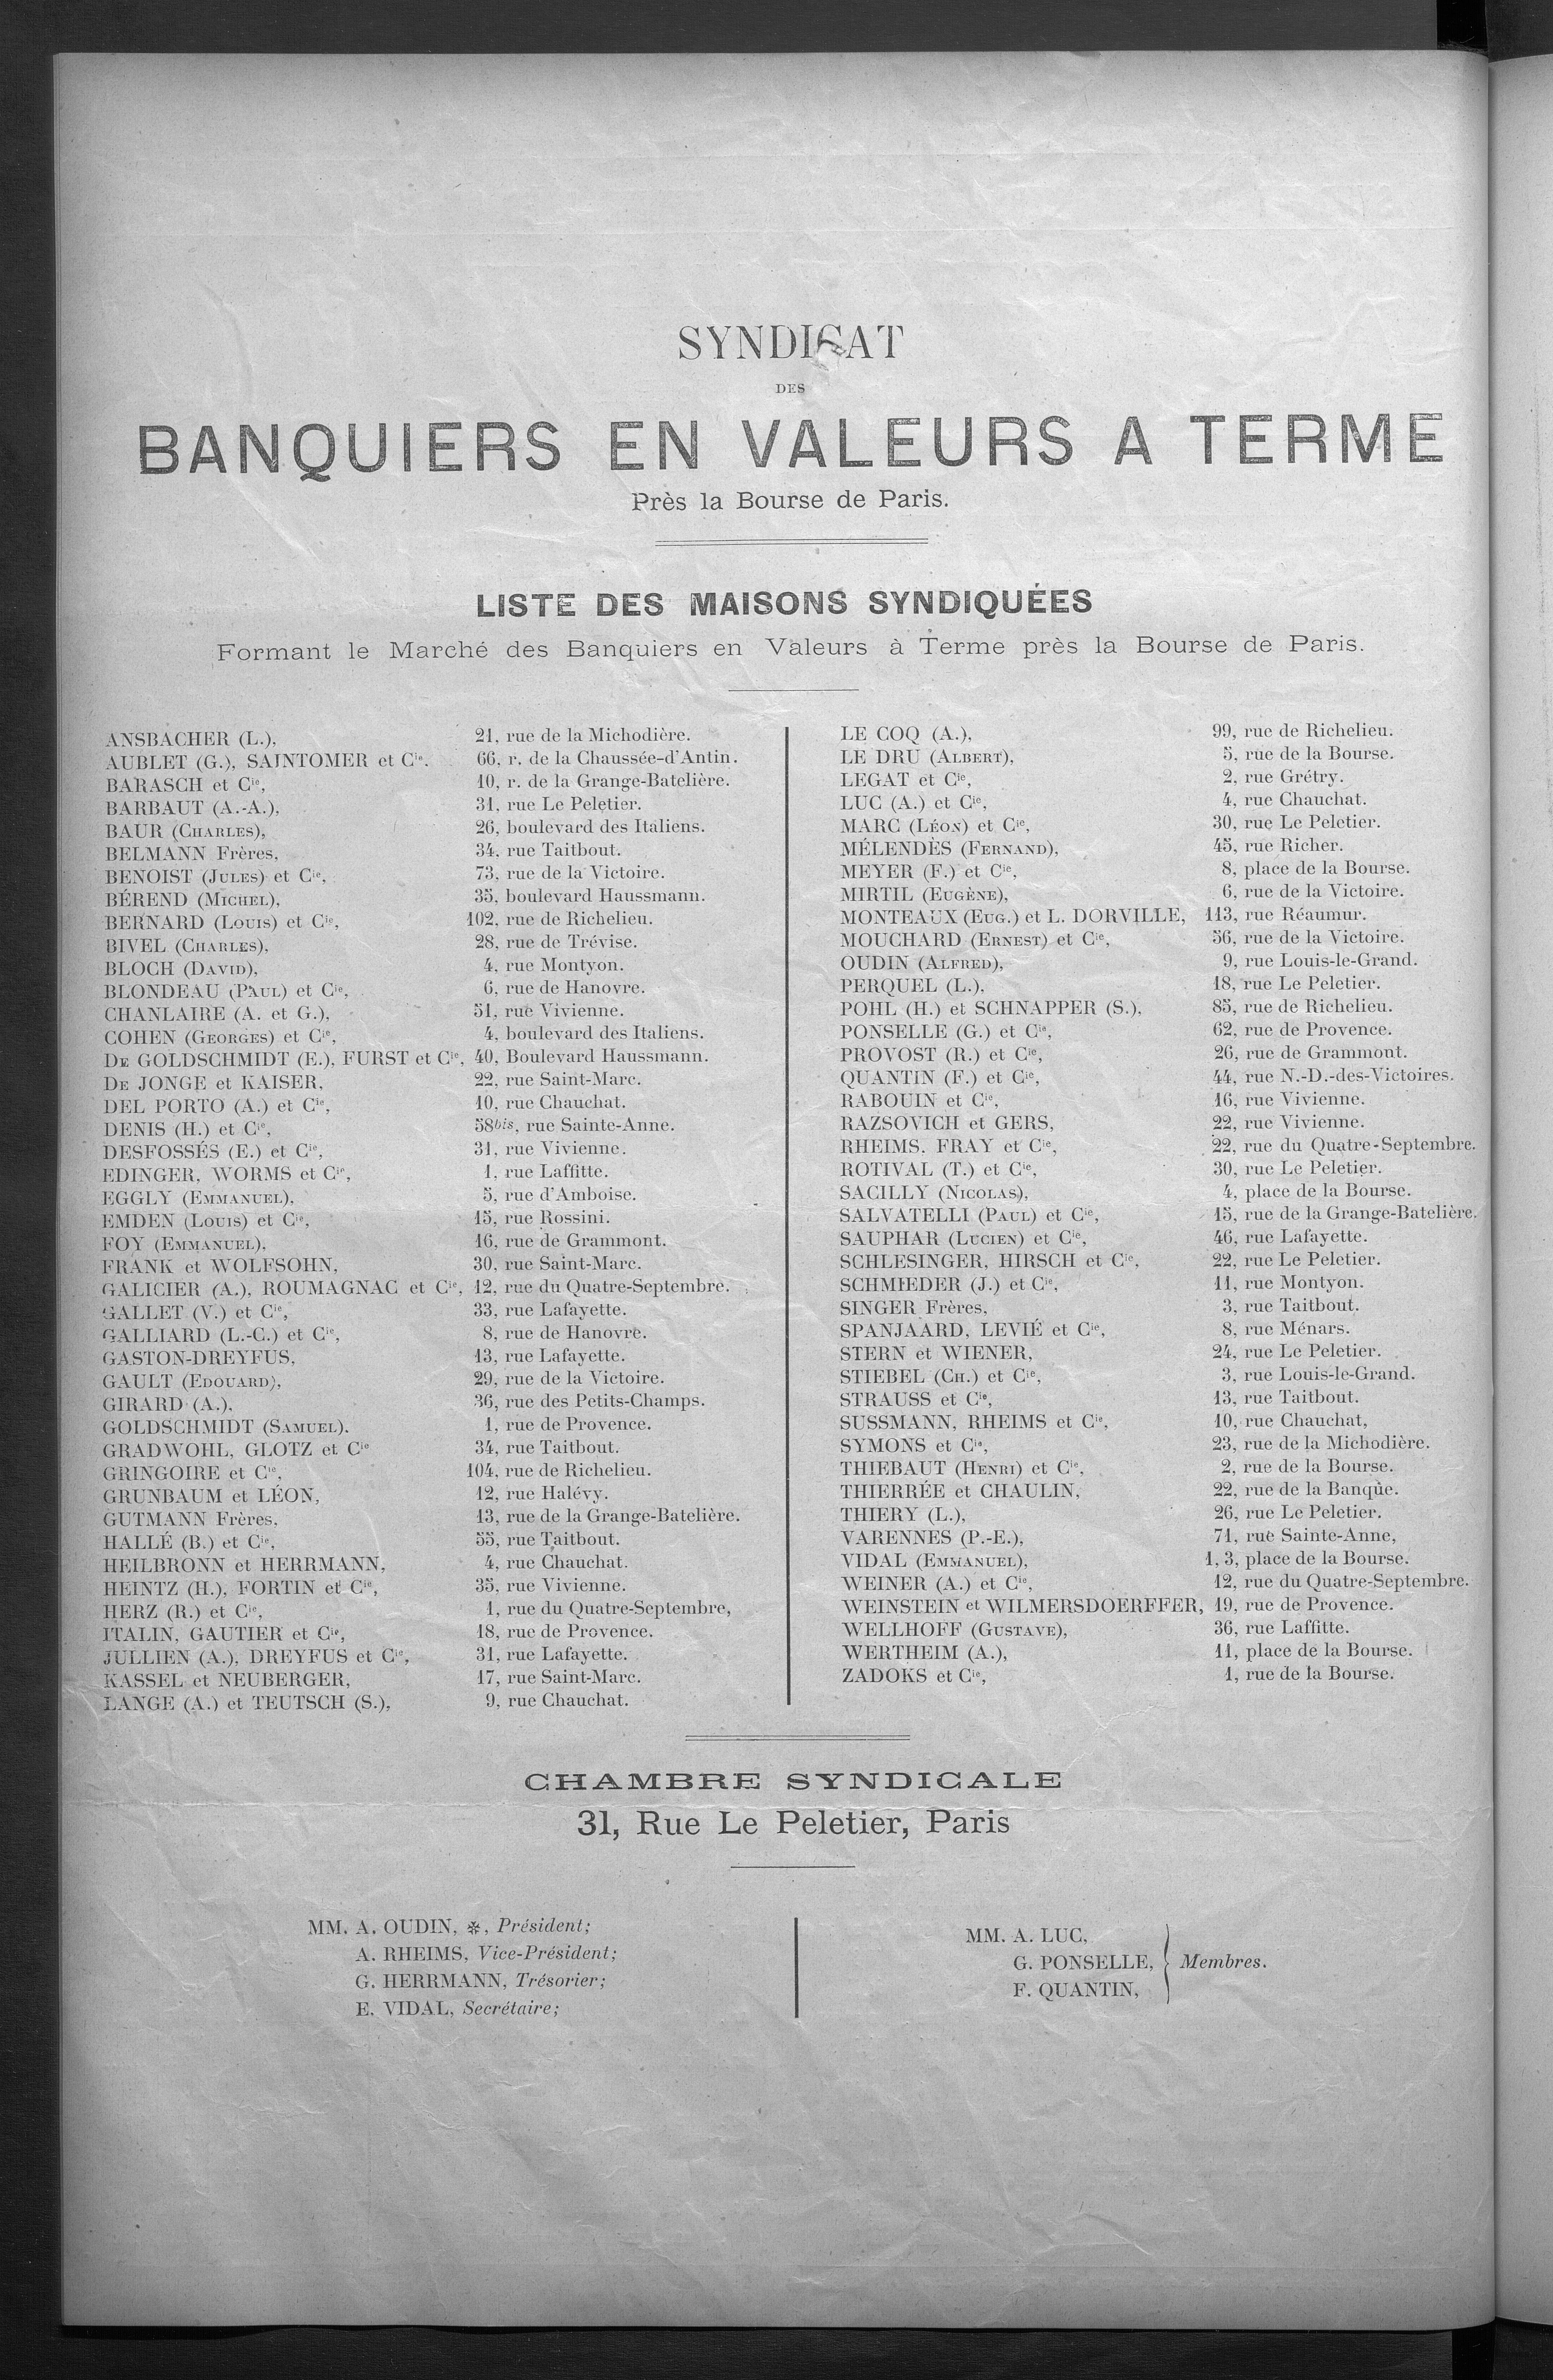 SYNDICAT
DES
BANQUIERS EN VALEURS A TERME
Près la Bourse de Paris.
LISTE DES MAISONS SYNDIQUÉES
Formant le Marché des Banquiers en Valeurs à Terme près la Bourse de Paris.
ANSBACHER (L.), 21, rue de la Michodière.
AUBLET (G.), SAINTOMER et Cie. 66, r. de la Chaussée-d'Antin.
BARASCH et Cie, 10, r. de la Grange-Batelière.
BARBAUT (A.-A.), 31, rue Le Peletier.
BAUR (CHARLES), 26, boulevard des Italiens.
BELMANN Frères, 34, rue Taitbout.
BENOIST (JULES) et Cie, 73, rue de la Victoire.
BÉREND (MICHEL), 35, boulevard Haussmann.
BERNARD (LOUIS) et Cie, 102, rue de Richelieu.
BIVEL (CHARLES), 28, rue de Trévise.
BLOCH (DAVID), 4, rue Montyon.
BLONDEAU (PAUL) et Cie, 6, rue de Hanovre.
CHANLAIRE (A. et G.), 51, rue Vivienne.
COHEN (GEORGES) et Cie, 4, boulevard des Italiens.
DE GOLDSCHMIDT (E.), FURST et Cie, 40, Boulevard Haussmann.
DE JONGE et KAISER, 22, rue Saint-Marc.
DEL PORTO (A.) et Cie, 10, rue Chauchat.
DENIS (H.) et Cie, 58bis, rue Sainte-Anne.
DESFOSSÉS (E.) et Cie, 31, rue Vivienne.
EDINGER, WORMS et Cie, 1, rue Laffitte.
EGGLY (EMMANUEL), 5, rue d'Amboise.
EMDEN (LOUIS) et Cie, 15, rue Rossini.
FOY (EMMANUEL), 16, rue de Grammont.
FRANK et WOLFSOHN, 30, rue Saint-Marc.
GALICIER (A.), ROUMAGNAC et Cie, 12, rue du Quatre-Septembre.
GALLET (V.) et Cie, 33, rue Lafayette.
GALLIARD (L.-C.) et Cie, 8, rue de Hanovre.
GASTON-DREYFUS, 13, rue Lafayette.
GAULT (EDOUARD), 29, rue de la Victoire.
GIRARD (A.), 36, rue des Petits-Champs.
GOLDSCHMIDT (SAMUEL). 1, rue de Provence.
GRADWOHL, GLOTZ et Cie 34, rue Taitbout.
GRINGOIRE et Cie, 104, rue de Richelieu.
GRUNBAUM et LÉON, 12, rue Halévy.
GUTMANN Frères, 13, rue de la Grange-Batelière.
HALLÉ (B.) et Cie, 55, rue Taitbout.
HEILBRONN et HERRMANN, 4, rue Chauchat.
HEINTZ (H.), FORTIN et Cie, 35, rue Vivienne.
HERZ (R.) et Cie, 1, rue du Quatre-Septembre,
ITALIN, GAUTIER et Cie, 18, rue de Provence.
JULLIEN (A.), DREYFUS et Cie, 31, rue Lafayette.
KASSEL et NEUBERGER, 17, rue Saint-Marc.
LANGE (A.) et TEUTSCH (S.), 9, rue Chauchat.
LE COQ (A.), 99, rue de Richelieu.
LE DRU (ALBERT), 5, rue de la Bourse.
LEGAT et Cie, 2, rue Grétry.
LUC (A.) et Cie, 4, rue Chauchat.
MARC (LÉON) et Cie, 30, rue Le Peletier.
MÉLENDÈS (FERNAND), 45, rue Richer.
MEYER (F.) et Cie, 8, place de la Bourse.
MIRTIL (EUGÈNE), 6, rue de la Victoire.
MONTEAUX (EUG.) et L. DORVILLE, 113, rue Réaumur.
MOUCHARD (ERNEST) et Cie, 56, rue de la Victoire.
OUDIN (ALFRED), 9, rue Louis-le-Grand.
PERQUEL (L.), 18, rue Le Peletier.
POHL (H.) et SCHNAPPER (S.), 85, rue de Richelieu.
PONSELLE (G.) et Cie, 62, rue de Provence.
PROVOST (R.) et Cie, 26, rue de Grammont.
QUANTIN (F.) et Cie, 44, rue N.-D.-des-Victoires.
RABOUIN et Cie, 16, rue Vivienne.
RAZSOVICH et GERS, 22, rue Vivienne.
RHEIMS. FRAY et Cie, 22, rue du Quatre-Septembre.
ROTIVAL (T.) et Cie, 30, rue Le Peletier.
SACILLY (NICOLAS), 4, place de la Bourse.
SALVATELLI (PAUL) et Cie, 15, rue de la Grange-Batelière.
SAUPHAR (LUCIEN) et Cie, 46, rue Lafayette.
SCHLESINGER, HIRSCH et Cie, 22, rue Le Peletier.
SCHMIEDER (J.) et Cie, 11, rue Montyon.
SINGER Frères, 3, rue Taitbout.
SPANJAARD, LEVIÉ et Cie, 8, rue Ménars.
STERN et WIENER, 24, rue Le Peletier.
STIEBEL (CH.) et Cie, 3, rue Louis-le-Grand.
STRAUSS et Cie, 13, rue Taitbout.
SUSSMANN, RHEIMS et Cie, 10, rue Chauchat,
SYMONS et Cie, 23, rue de la Michodière.
THIEBAUT (HENRI) et Cie, 2, rue de la Bourse.
THIERRÉE et CHAULIN, 22, rue de la Banque.
THIERY (L.), 26, rue Le Peletier.
VARENNES (P.-E.), 71, rue Sainte-Anne,
VIDAL (EMMANUEL), 1, 3, place de la Bourse.
WEINER (A.) et Cie, 12, rue du Quatre-Septembre.
WEINSTEIN et WILMERSDOERFFER, 19, rue de Provence.
WELLHOFF (GUSTAVE), 36, rue Laffitte.
WERTHEIM (A.), 11, place de la Bourse.
ZADOKS et Cie, 1, rue de la Bourse.
CHAMBRE SYNDICALE
31, Rue Le Peletier, Paris
MM. A. OUDIN, ✻, Président;
A. RHEIMS, Vice-Président;
G. HERRMANN, Trésorier;
E. VIDAL, Secrétaire;
MM. A. LUC,
G. PONSELLE, Membres.
F. QUANTIN,